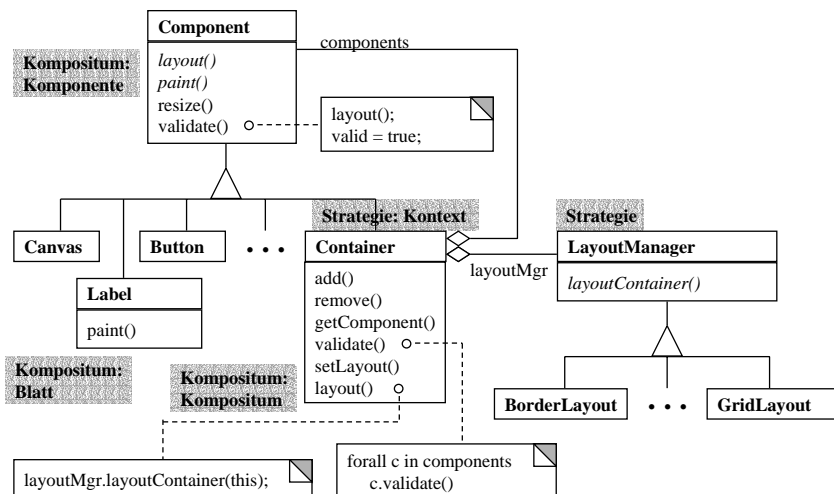 Component
components
layout()
paint()
resize()
validate()
Kompositum:
Komponente
layout();
valid = true;
Strategie: Kontext
Strategie
Canvas
Button
• • •
Container
LayoutManager
layoutMgr
layoutContainer()
Label
paint()
add()
remove()
getComponent()
validate()
setLayout()
layout()
Kompositum:
Blatt
Kompositum:
Kompositum
BorderLayout
• • •
GridLayout
layoutMgr.layoutContainer(this);
forall c in components
c.validate()